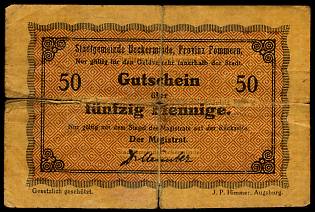 Stadtgemeinde Ueckermünde, Provinz Pommern.
Nur gültig für den Geldverkehr innerhalb der Stadt.
50 Gutschein 50
über
fünfzig Pfennige.
Nur gültig mit dem Siegel des Magistrats auf der Rückseite.
Der Magistrat.
Gesetzlich geschützt. J. P. Himmer, Augsburg.